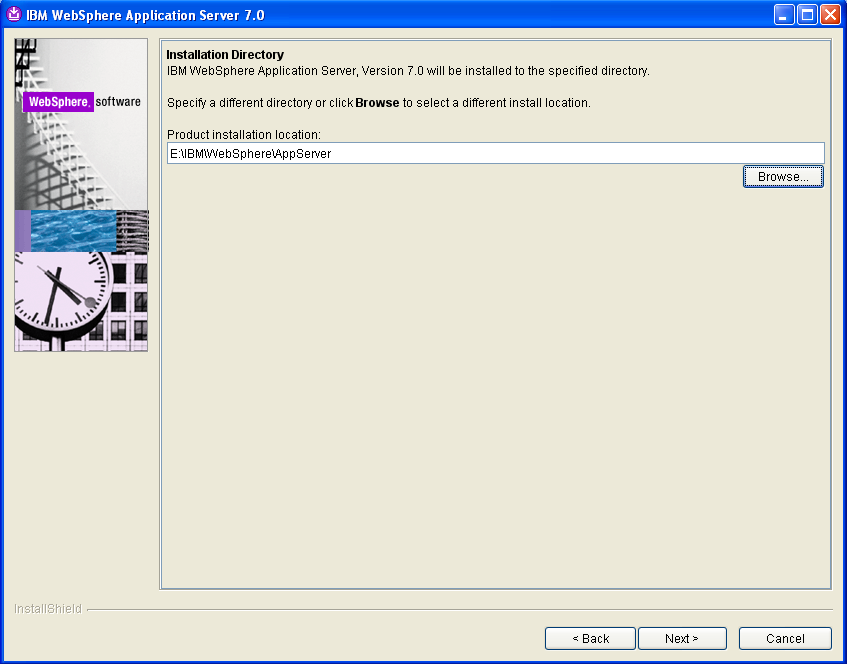 IBM WebSphere Application Server 7.0
WebSphere. software
Installation Directory
IBM WebSphere Application Server, Version 7.0 will be installed to the specified directory.
Specify a different directory or click Browse to select a different install location.
Product installation location:
E:\IBM\WebSphere\AppServer
Browse...
InstallShield
< Back
Next >
Cancel